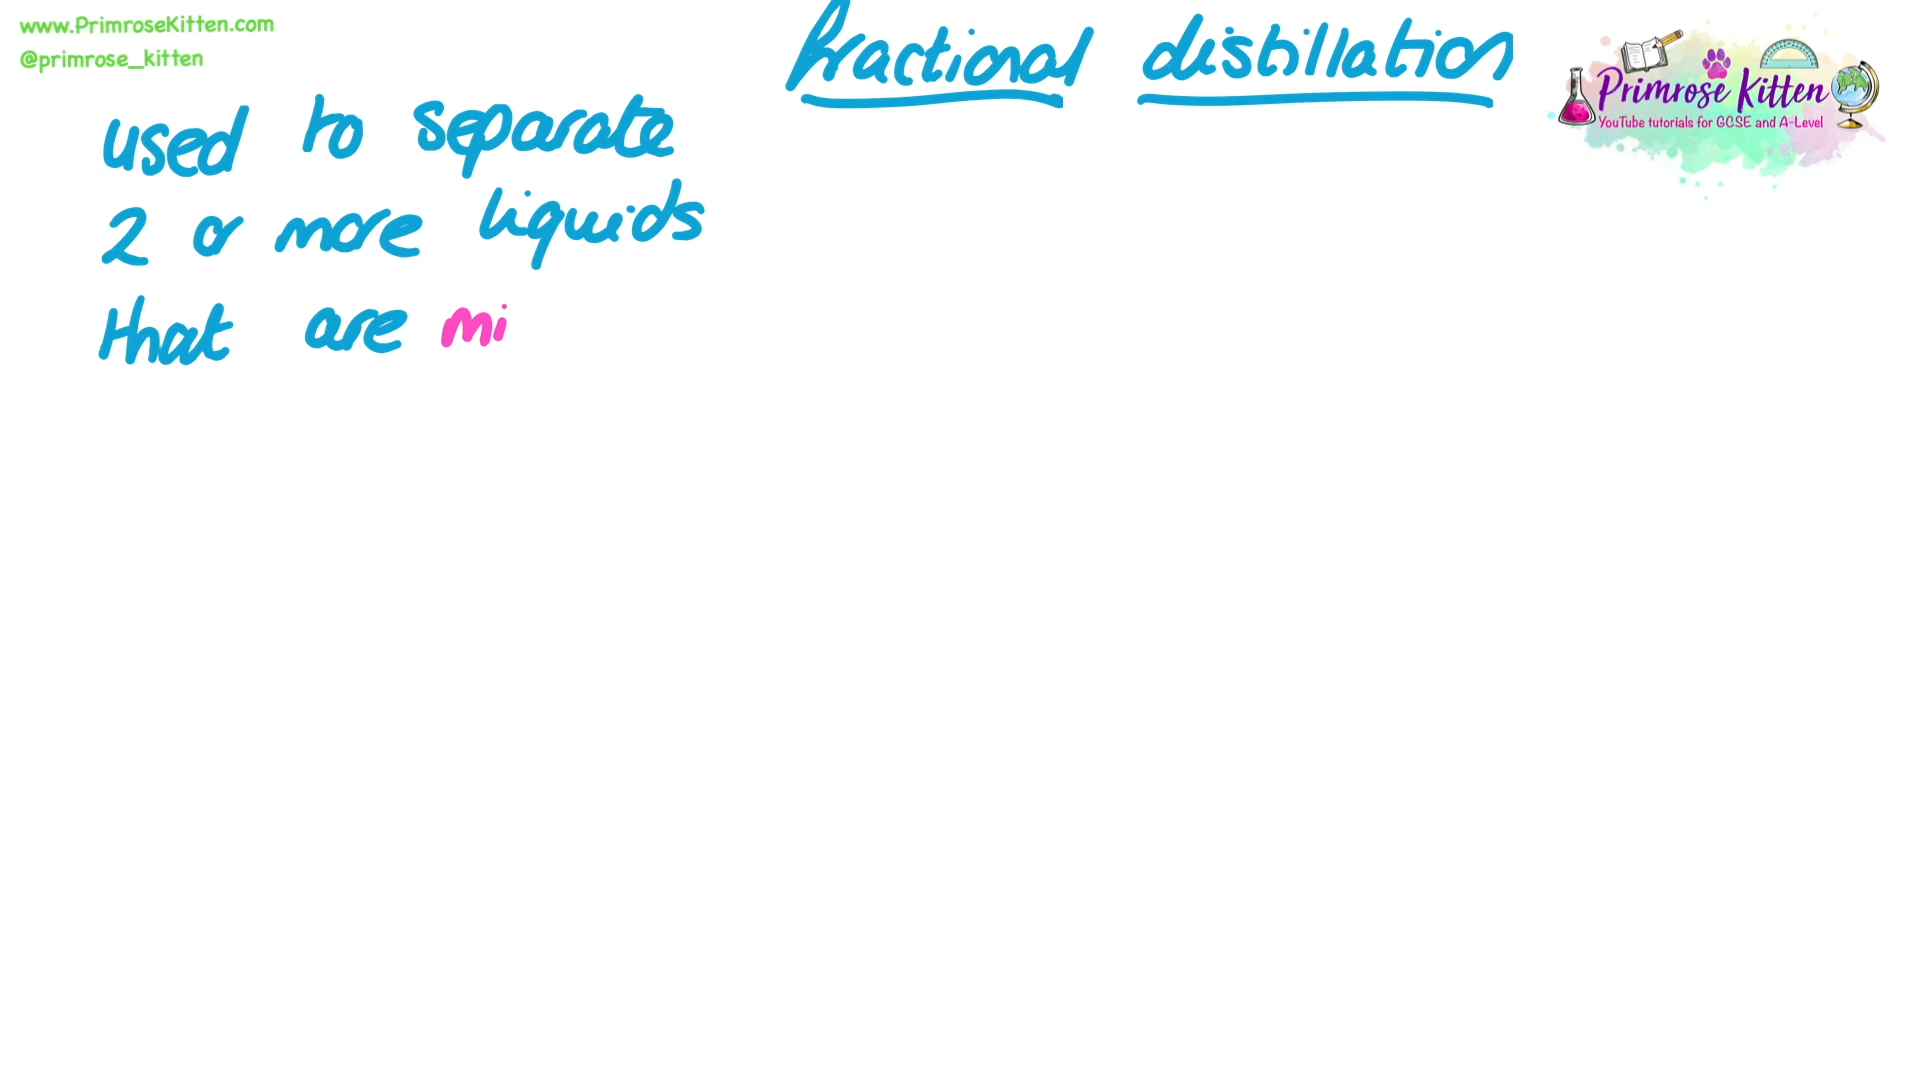 www.PrimroseKitten.com
@primrose_kitten
fractional distillation
Primrose Kitten
YouTube tutorials for GCSE and A-Level
used to separate
2 or more liquids
that are mi